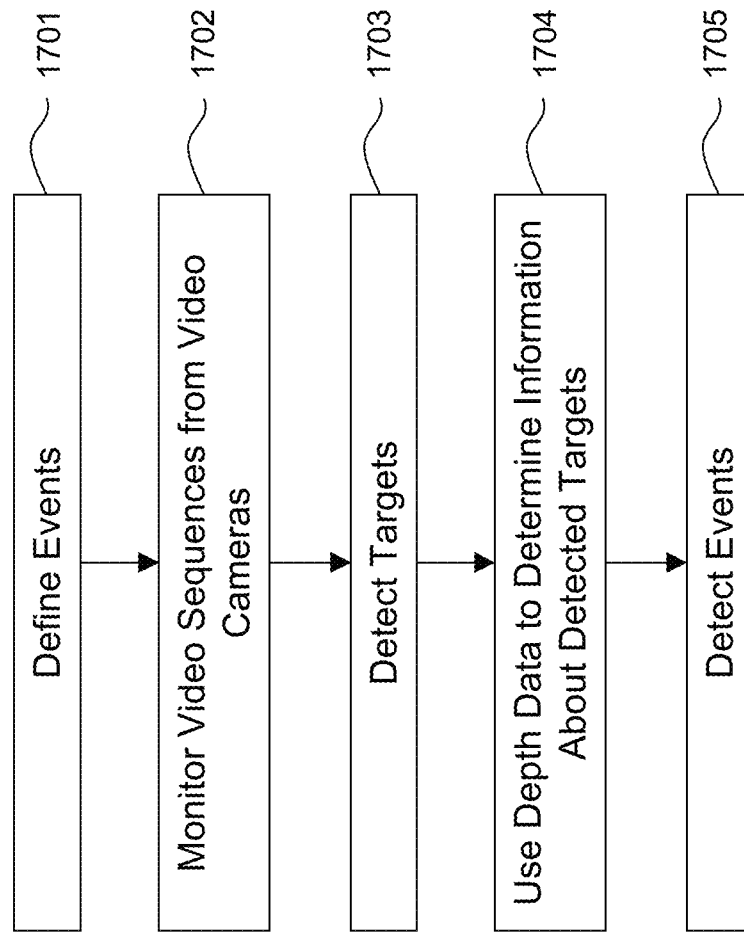 Define Events
1701
Monitor Video Sequences from Video
Cameras
1702
Detect Targets
1703
Use Depth Data to Determine Information
About Detected Targets
1704
Detect Events
1705